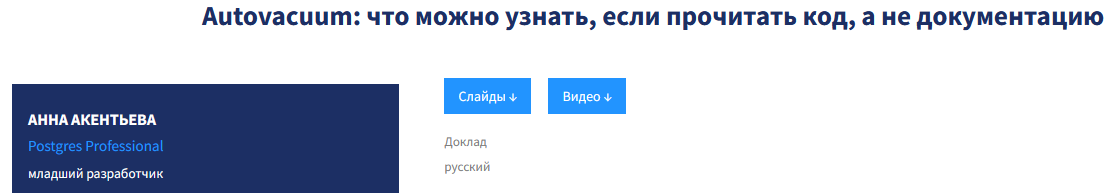 Autovacuum: что можно узнать, если прочитать код, а не документацию
Слайды ↓
Видео ↓
АННА АКЕНТЬЕВА
Postgres Professional
младший разработчик
Доклад
русский